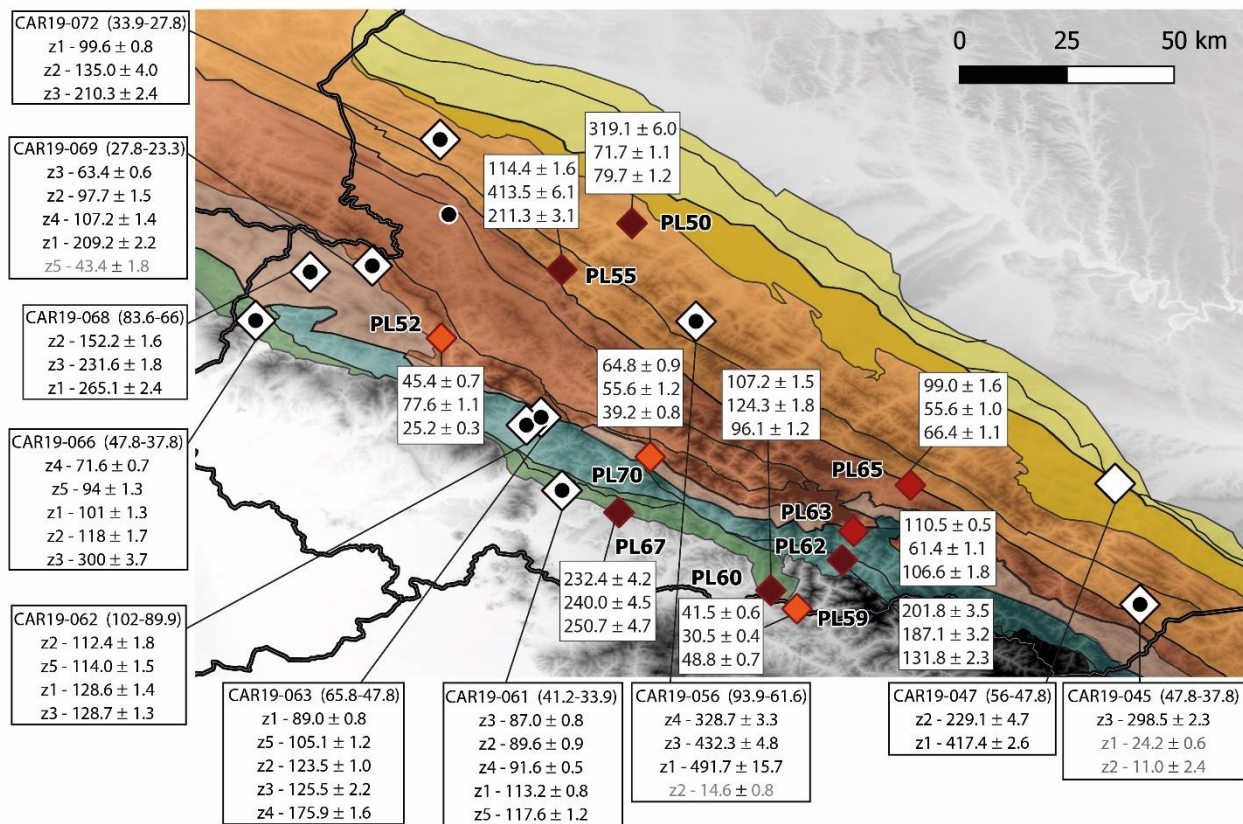 CAR19-072 (33.9-27.8)
z1 - 99.6 ± 0.8
z2 - 135.0 ± 4.0
z3 - 210.3 ± 2.4
0 25 50 km
CAR19-069 (27.8-23.3)
z3 - 63.4 ± 0.6
z2 - 97.7 ± 1.5
z4 - 107.2 ± 1.4
z1 - 209.2 ± 2.2
z5 - 43.4 ± 1.8
319.1 ± 6.0
71.7 ± 1.1
79.7 ± 1.2
PL50
114.4 ± 1.6
413.5 ± 6.1
211.3 ± 3.1
PL55
CAR19-068 (83.6-66)
z2 - 152.2 ± 1.6
z3 - 231.6 ± 1.8
z1 - 265.1 ± 2.4
PL52
45.4 ± 0.7
77.6 ± 1.1
25.2 ± 0.3
64.8 ± 0.9
55.6 ± 1.2
39.2 ± 0.8
PL70
107.2 ± 1.5
124.3 ± 1.8
96.1 ± 1.2
99.0 ± 1.6
55.6 ± 1.0
66.4 ± 1.1
PL65
CAR19-066 (47.8-37.8)
z4 - 71.6 ± 0.7
z5 - 94 ± 1.3
z1 - 101 ± 1.3
z2 - 118 ± 1.7
z3 - 300 ± 3.7
PL63
110.5 ± 0.5
61.4 ± 1.1
106.6 ± 1.8
PL67
232.4 ± 4.2
240.0 ± 4.5
250.7 ± 4.7
PL62
201.8 ± 3.5
187.1 ± 3.2
131.8 ± 2.3
PL60
41.5 ± 0.6
30.5 ± 0.4
48.8 ± 0.7
PL59
CAR19-062 (102-89.9)
z2 - 112.4 ± 1.8
z5 - 114.0 ± 1.5
z1 - 128.6 ± 1.4
z3 - 128.7 ± 1.3
CAR19-063 (65.8-47.8)
z1 - 89.0 ± 0.8
z5 - 105.1 ± 1.2
z2 - 123.5 ± 1.0
z3 - 125.5 ± 2.2
z4 - 175.9 ± 1.6
CAR19-061 (41.2-33.9)
z3 - 87.0 ± 0.8
z2 - 89.6 ± 0.9
z4 - 91.6 ± 0.5
z1 - 113.2 ± 0.8
z5 - 117.6 ± 1.2
CAR19-056 (93.9-61.6)
z4 - 328.7 ± 3.3
z3 - 432.3 ± 4.8
z1 - 491.7 ± 15.7
z2 - 14.6 ± 0.8
CAR19-047 (56-47.8)
z2 - 229.1 ± 4.7
z1 - 417.4 ± 2.6
CAR19-045 (47.8-37.8)
z3 - 298.5 ± 2.3
z1 - 24.2 ± 0.6
z2 - 11.0 ± 2.4